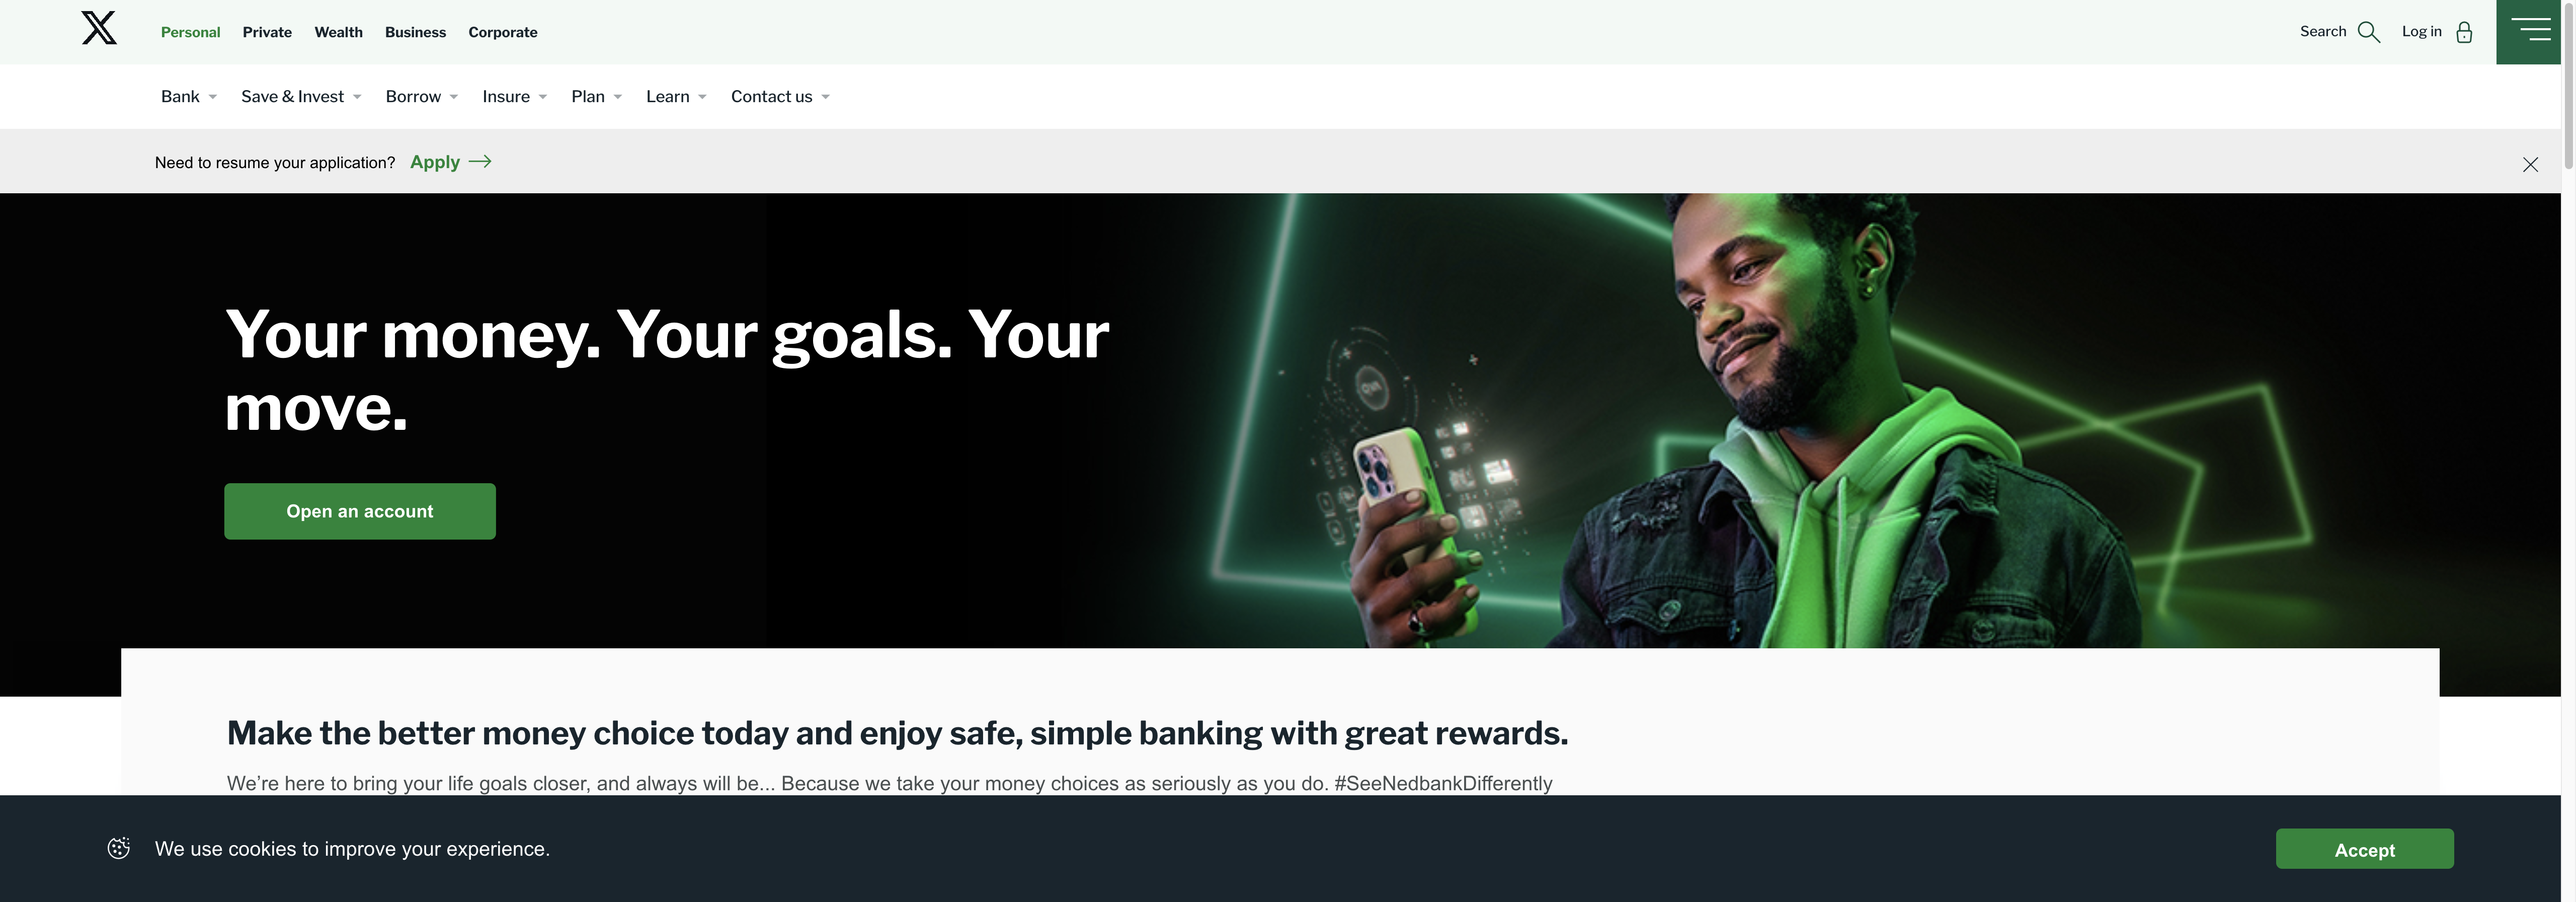 Personal Private Wealth Business Corporate Search Log in
Bank Save & Invest Borrow Insure Plan Learn Contact us
Need to resume your application? Apply
Your money. Your goals. Your
move.
Open an account
Make the better money choice today and enjoy safe, simple banking with great rewards.
We’re here to bring your life goals closer, and always will be... Because we take your money choices as seriously as you do. #SeeNedbankDifferently
We use cookies to improve your experience.
Accept